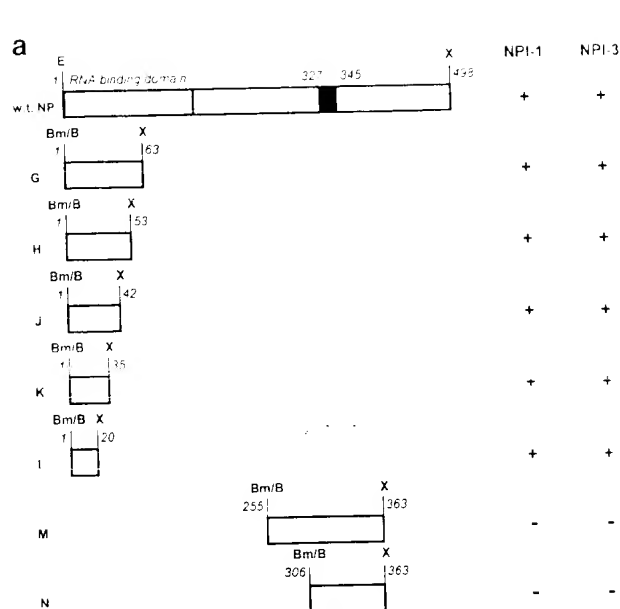 a
E X NPI-1 NPI-3
1 RNA binding domain 327 345 498
w.t. NP + +
Bm/B X
1 63
G + +
Bm/B X
1 53
H + +
Bm/B X
1 42
J + +
Bm/B X
1 35
K + +
Bm/B X
1 20
I + +
Bm/B X
255 363
M - -
Bm/B X
306 363
N - -